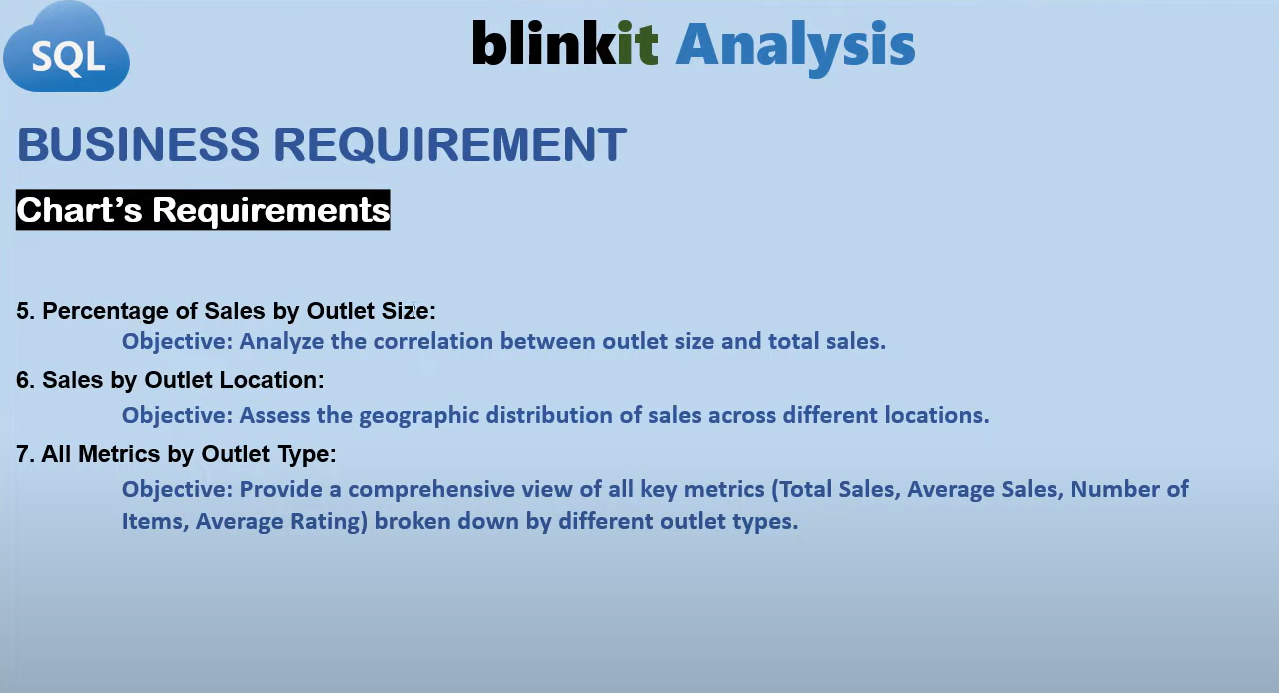 SQL
blinkit Analysis
BUSINESS REQUIREMENT
Chart’s Requirements
5. Percentage of Sales by Outlet Size:
Objective: Analyze the correlation between outlet size and total sales.
6. Sales by Outlet Location:
Objective: Assess the geographic distribution of sales across different locations.
7. All Metrics by Outlet Type:
Objective: Provide a comprehensive view of all key metrics (Total Sales, Average Sales, Number of
Items, Average Rating) broken down by different outlet types.